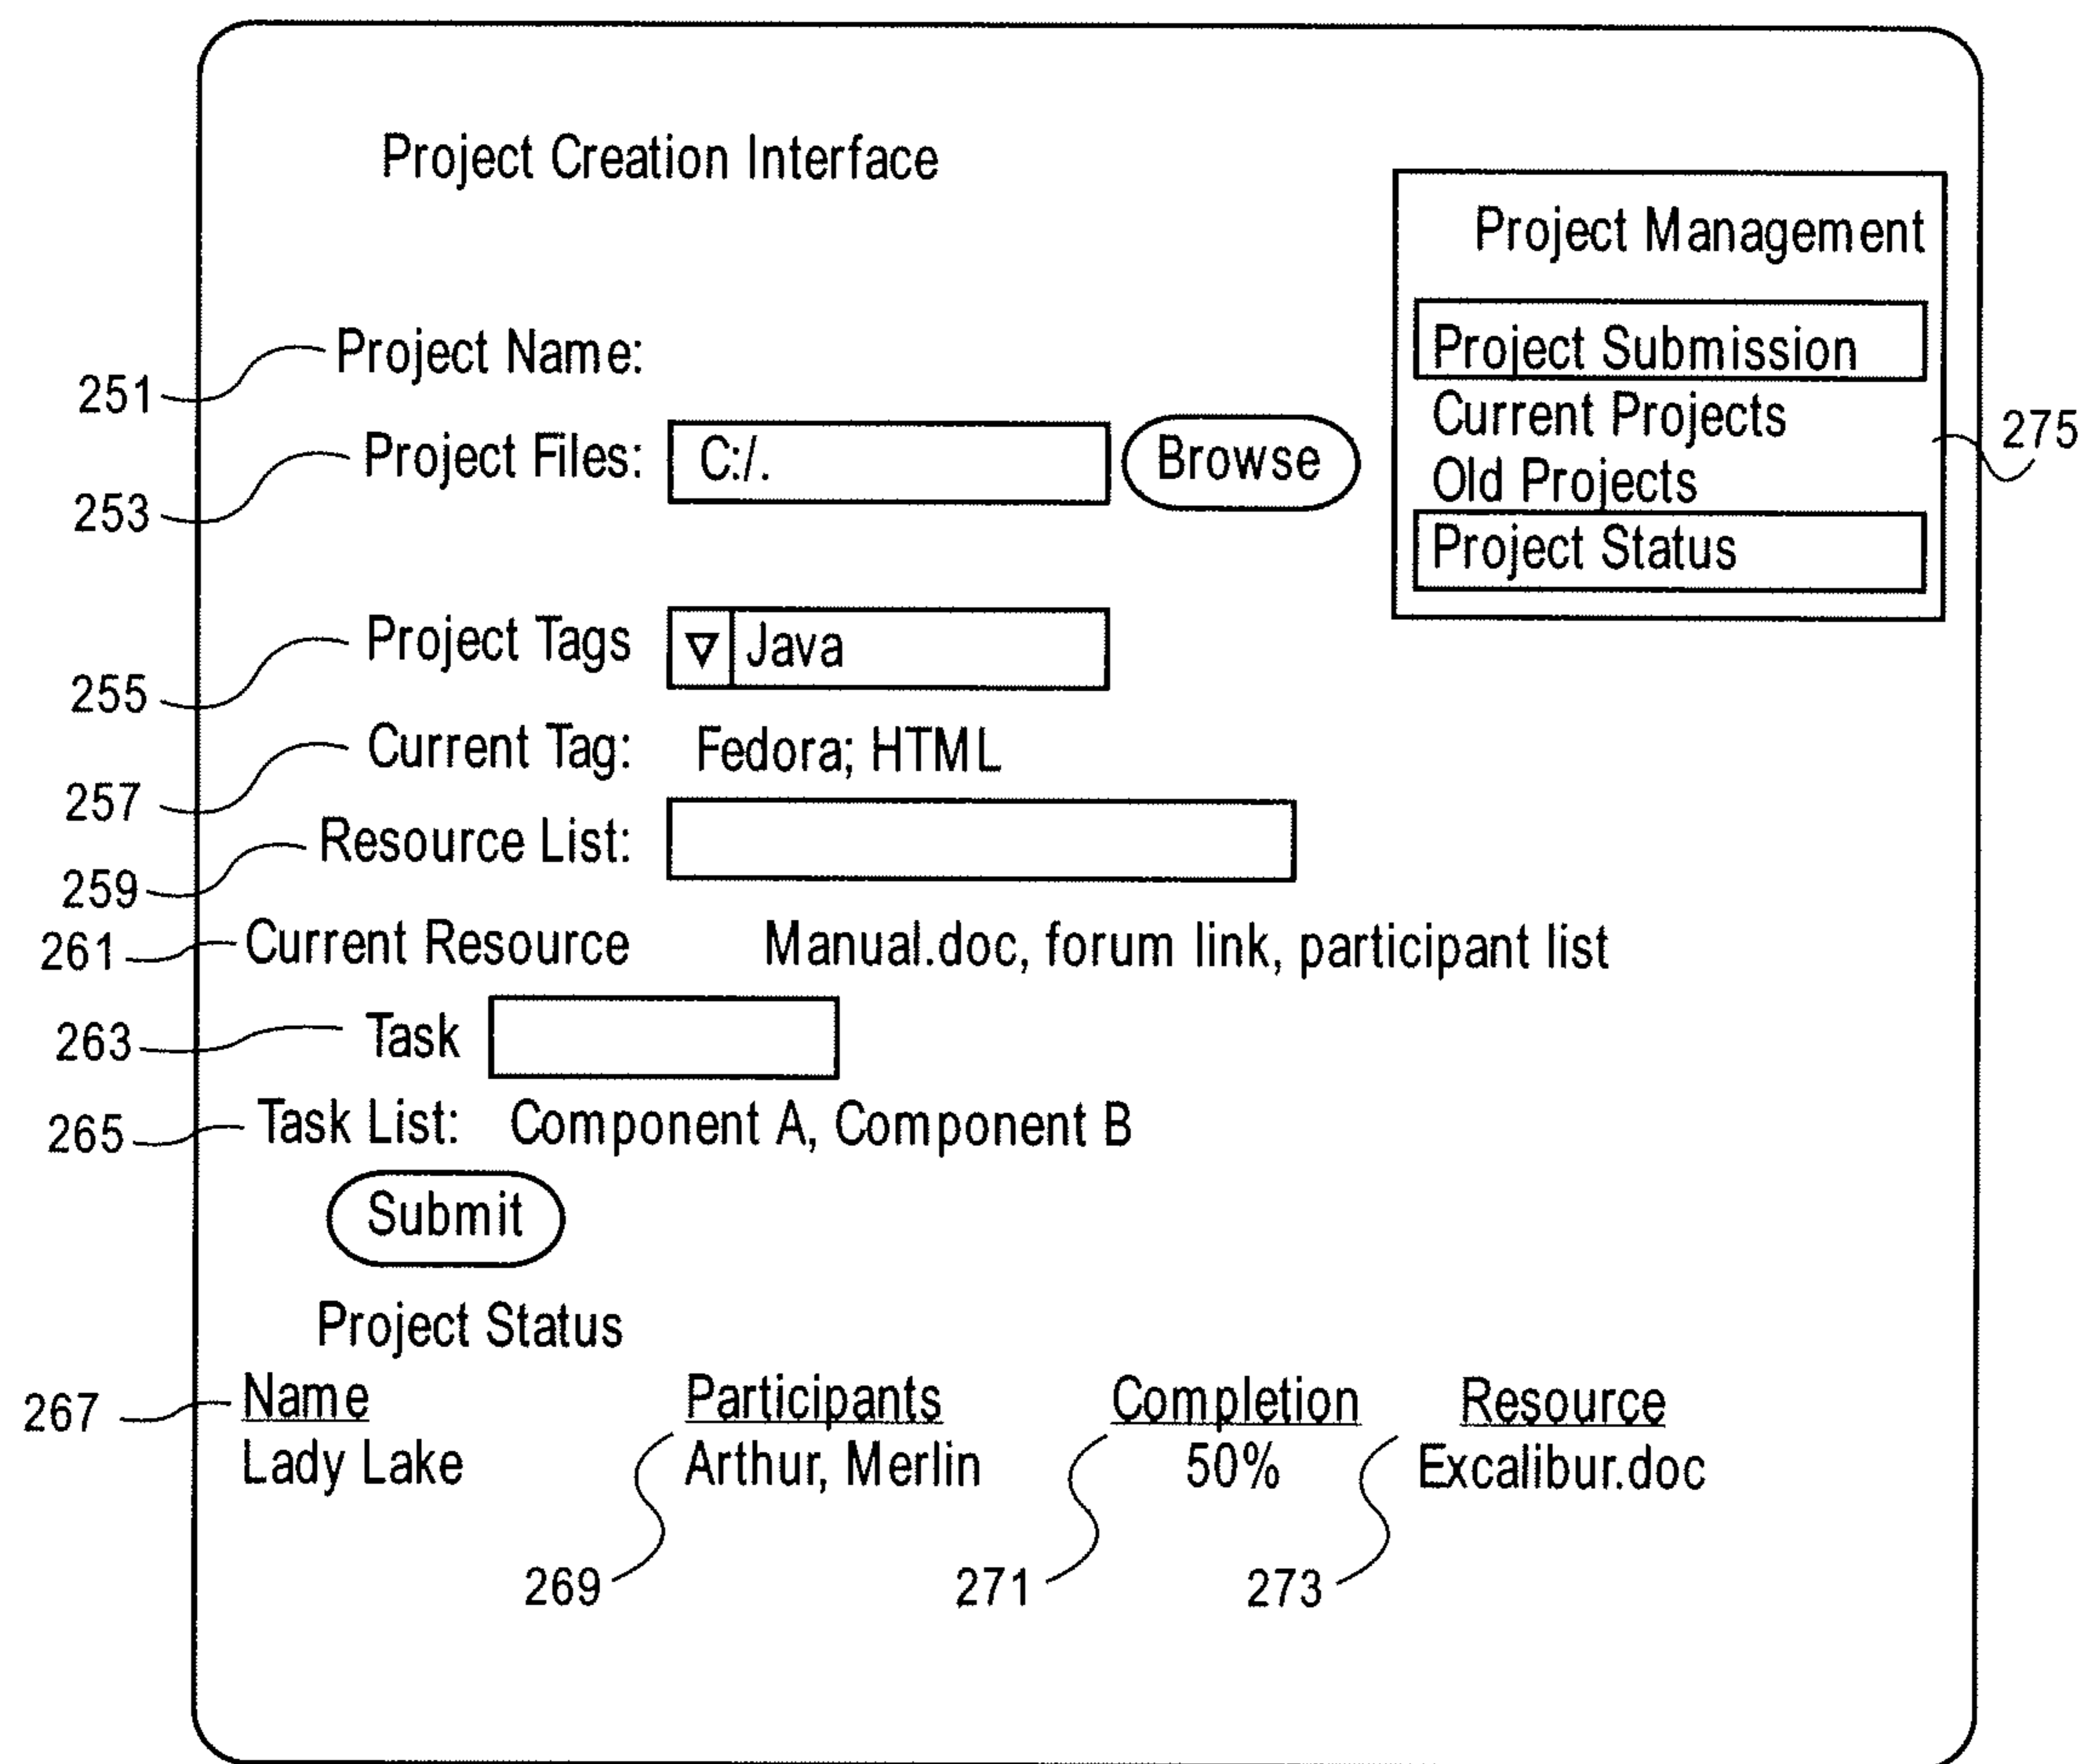 Project Creation Interface
Project Management
Project Submission
Current Projects
Old Projects
Project Status
275
251 Project Name:
253 Project Files: C:/. Browse
255 Project Tags Java
257 Current Tag: Fedora; HTML
259 Resource List:
261 Current Resource Manual.doc, forum link, participant list
263 Task
265 Task List: Component A, Component B
Submit
Project Status
267 Name Participants Completion Resource
Lady Lake Arthur, Merlin 50% Excalibur.doc
269 271 273